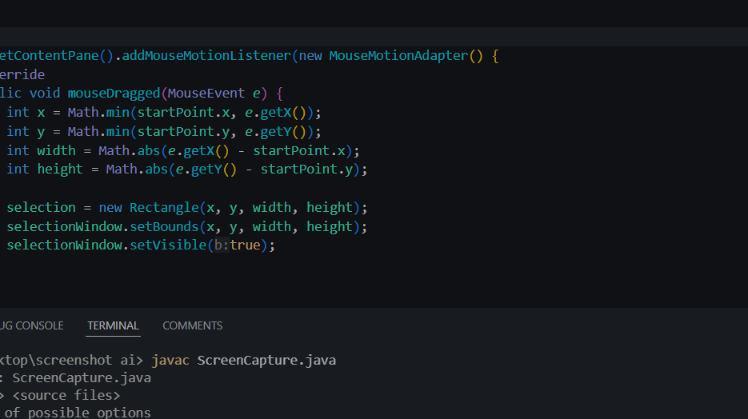 etContentPane().addMouseMotionListener(new MouseMotionAdapter() {
erride
lic void mouseDragged(MouseEvent e) {
int x = Math.min(startPoint.x, e.getX());
int y = Math.min(startPoint.y, e.getY());
int width = Math.abs(e.getX() - startPoint.x);
int height = Math.abs(e.getY() - startPoint.y);
selection = new Rectangle(x, y, width, height);
selectionWindow.setBounds(x, y, width, height);
selectionWindow.setVisible(b:true);
UG CONSOLE TERMINAL COMMENTS
ktop\screenshot ai> javac ScreenCapture.java
: ScreenCapture.java
> <source files>
of possible options